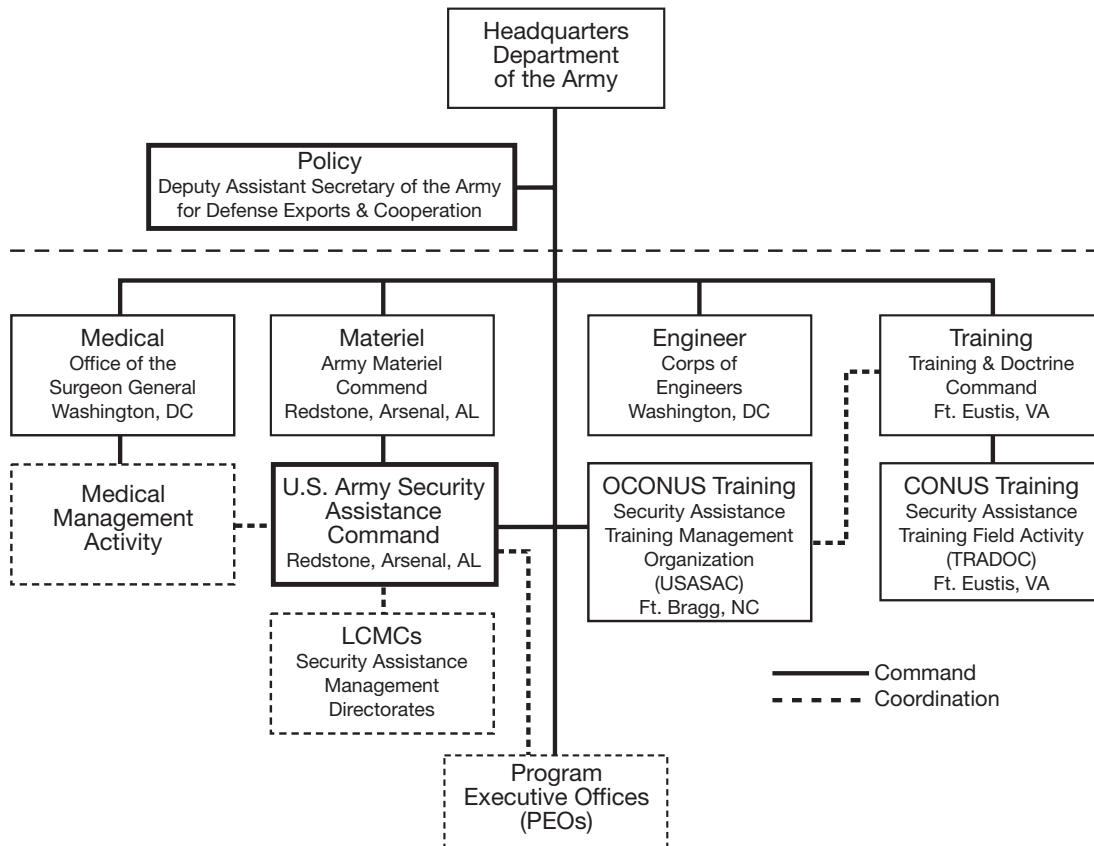 Headquarters
Department
of the Army
Policy
Deputy Assistant Secretary of the Army
for Defense Exports & Cooperation
Medical
Office of the
Surgeon General
Washington, DC
Materiel
Army Materiel
Commend
Redstone, Arsenal, AL
Engineer
Corps of
Engineers
Washington, DC
Training
Training & Doctrine
Command
Ft. Eustis, VA
Medical
Management
Activity
U.S. Army Security
Assistance
Command
Redstone, Arsenal, AL
OCONUS Training
Security Assistance
Training Management
Organization
(USASAC)
Ft. Bragg, NC
CONUS Training
Security Assistance
Training Field Activity
(TRADOC)
Ft. Eustis, VA
LCMCs
Security Assistance
Management
Directorates
Command
Coordination
Program
Executive Offices
(PEOs)